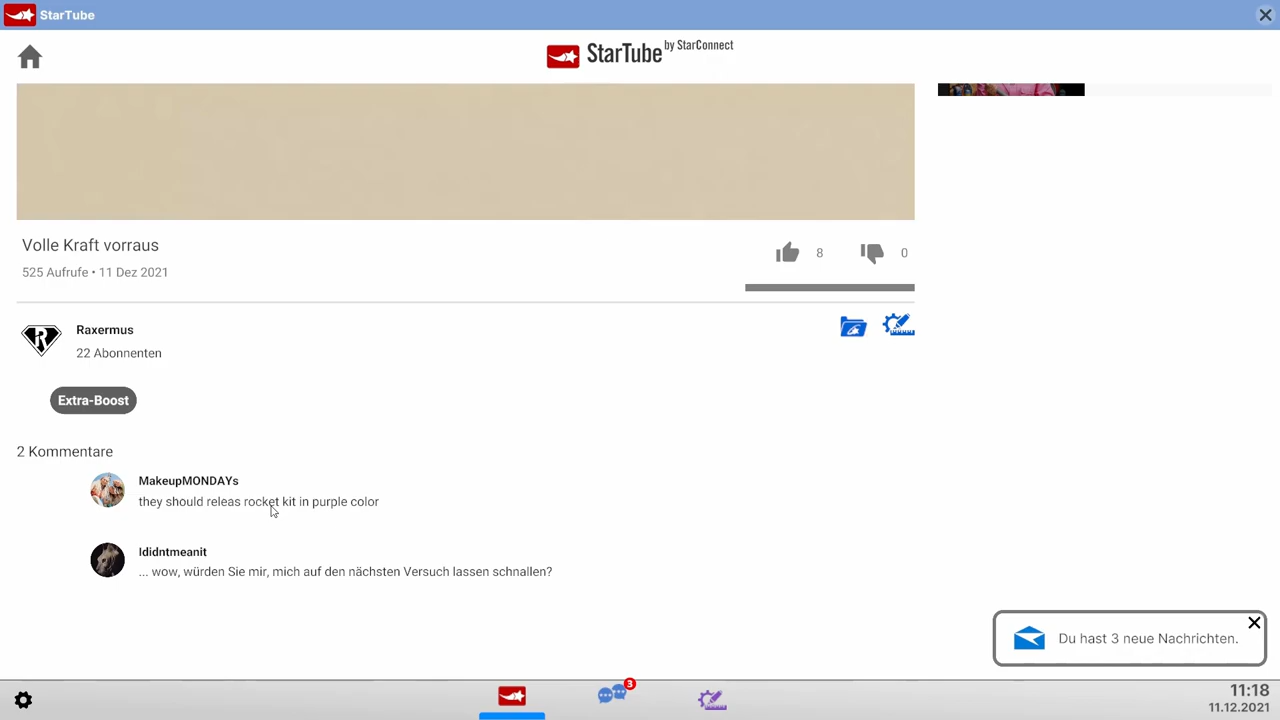 StarTube
StarTube by StarConnect
Volle Kraft vorraus
525 Aufrufe • 11 Dez 2021
8
0
Raxermus
22 Abonnenten
Extra-Boost
2 Kommentare
MakeupMONDAYs
they should releas rocket kit in purple color
Ididntmeanit
... wow, würden Sie mir, mich auf den nächsten Versuch lassen schnallen?
Du hast 3 neue Nachrichten.
3
11:18
11.12.2021